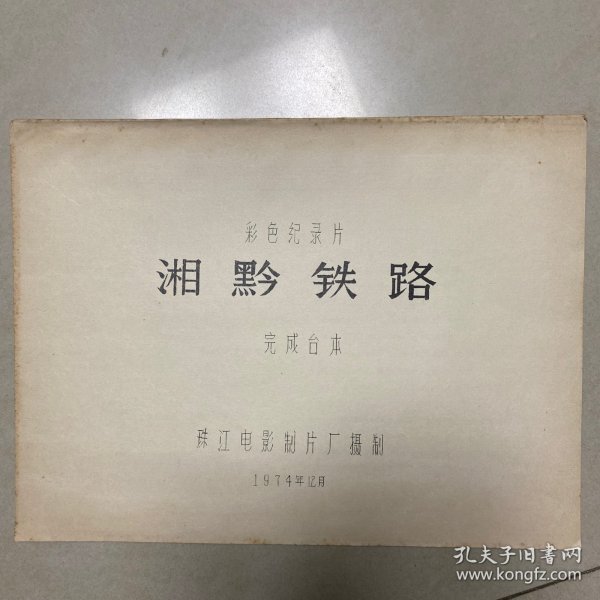 彩色纪录片
湘黔铁路
完成台本
珠江电影制片厂摄制
1974年12月
孔夫子旧书网
www.kongfz.com